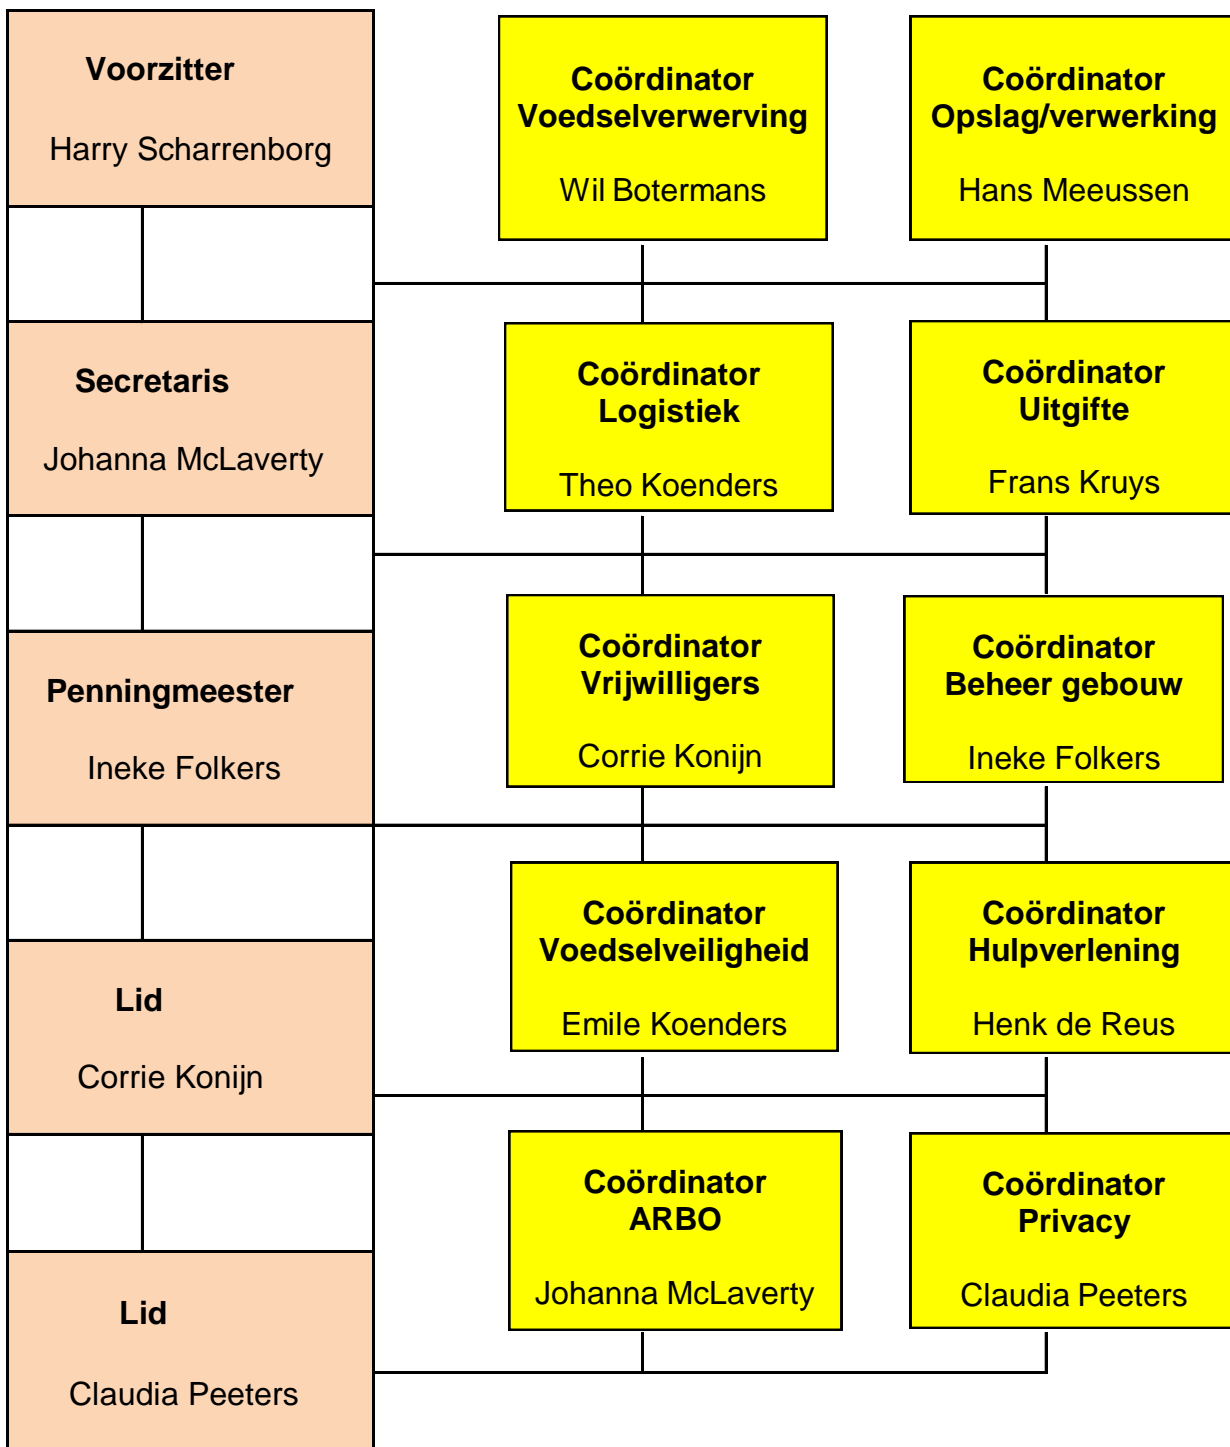 Voorzitter
Harry Scharrenborg
Coördinator
Voedselverwerving
Wil Botermans
Coördinator
Opslag/verwerking
Hans Meeussen
Secretaris
Johanna McLaverty
Coördinator
Logistiek
Theo Koenders
Coördinator
Uitgifte
Frans Kruys
Penningmeester
Ineke Folkers
Coördinator
Vrijwilligers
Corrie Konijn
Coördinator
Beheer gebouw
Ineke Folkers
Lid
Corrie Konijn
Coördinator
Voedselveiligheid
Emile Koenders
Coördinator
Hulpverlening
Henk de Reus
Lid
Claudia Peeters
Coördinator
ARBO
Johanna McLaverty
Coördinator
Privacy
Claudia Peeters